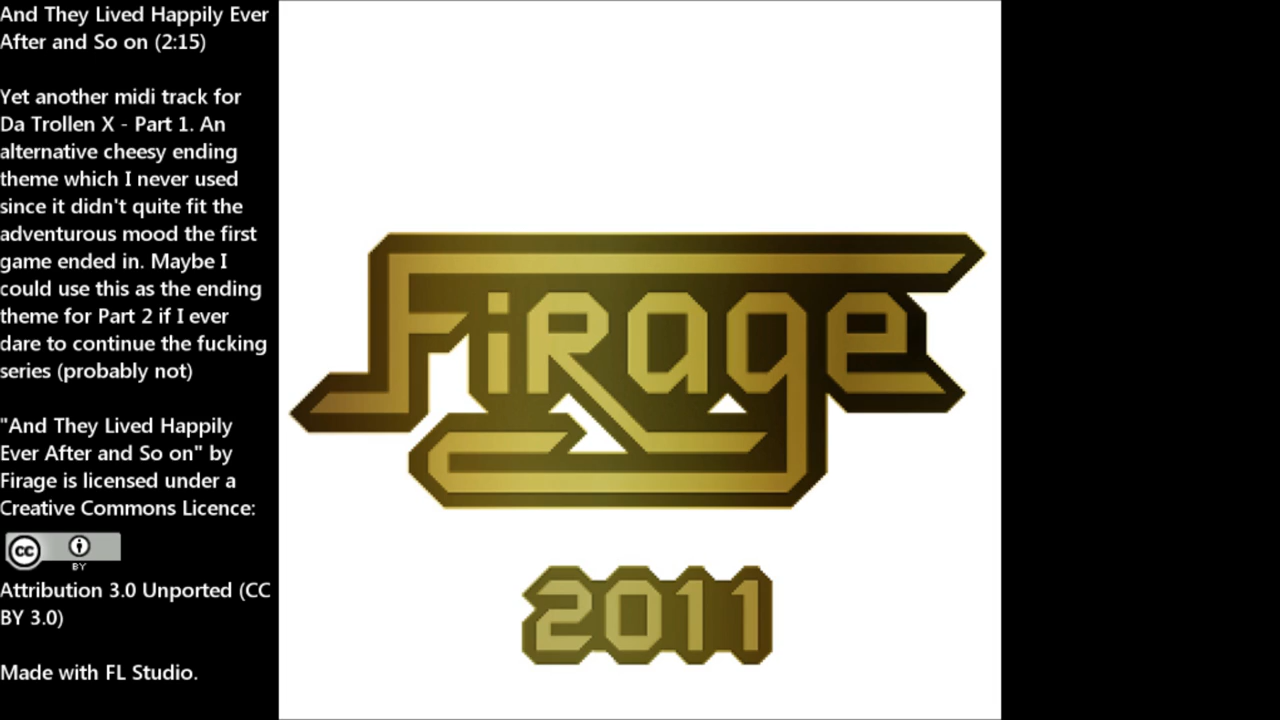 And They Lived Happily Ever
After and So on (2:15)
Yet another midi track for
Da Trollen X - Part 1. An
alternative cheesy ending
theme which I never used
since it didn't quite fit the
adventurous mood the first
game ended in. Maybe I
could use this as the ending
theme for Part 2 if I ever
dare to continue the fucking
series (probably not)
"And They Lived Happily
Ever After and So on" by
Firage is licensed under a
Creative Commons Licence:
cc
BY
Attribution 3.0 Unported (CC
BY 3.0)
Made with FL Studio.
FiRage
2011